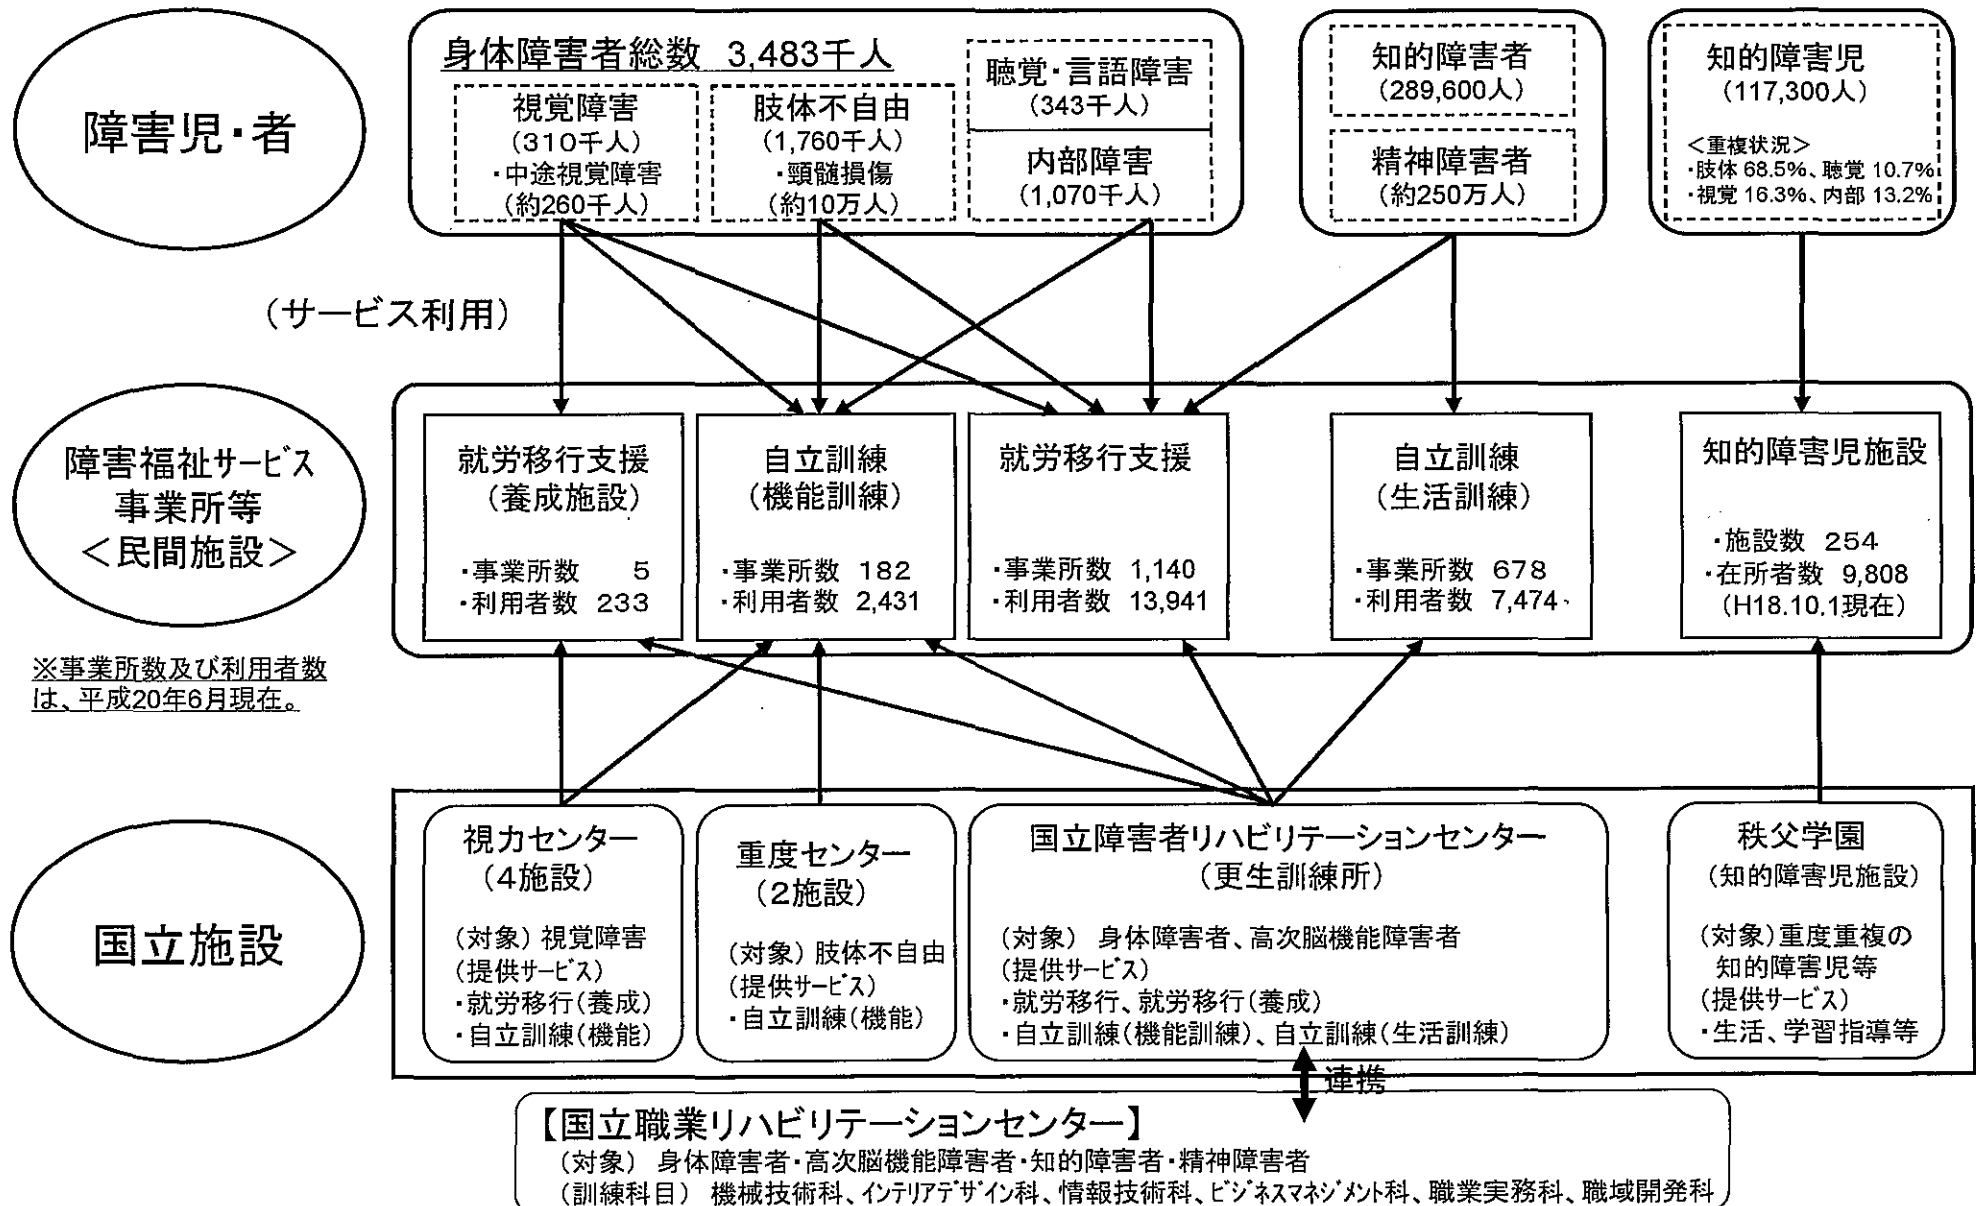 障害児・者
身体障害者総数 3,483千人
視覚障害
(310千人)
・中途視覚障害
(約260千人)
肢体不自由
(1,760千人)
・頸髄損傷
(約10万人)
聴覚・言語障害
(343千人)
内部障害
(1,070千人)
知的障害者
(289,600人)
精神障害者
(約250万人)
知的障害児
(117,300人)
<重複状況>
・肢体 68.5%、聴覚 10.7%
・視覚 16.3%、内部 13.2%
(サービス利用)
障害福祉サービス
事業所等
<民間施設>
就労移行支援
(養成施設)
・事業所数 5
・利用者数 233
自立訓練
(機能訓練)
・事業所数 182
・利用者数 2,431
就労移行支援
・事業所数 1,140
・利用者数 13,941
自立訓練
(生活訓練)
・事業所数 678
・利用者数 7,474
知的障害児施設
・施設数 254
・在所者数 9,808
(H18.10.1現在)
※事業所数及び利用者数
は、平成20年6月現在。
国立施設
視力センター
(4施設)
(対象) 視覚障害
(提供サービス)
・就労移行(養成)
・自立訓練(機能)
重度センター
(2施設)
(対象) 肢体不自由
(提供サービス)
・自立訓練(機能)
国立障害者リハビリテーションセンター
(更生訓練所)
(対象) 身体障害者、高次脳機能障害者
(提供サービス)
・就労移行、就労移行(養成)
・自立訓練(機能訓練)、自立訓練(生活訓練)
秩父学園
(知的障害児施設)
(対象)重度重複の
知的障害児等
(提供サービス)
・生活、学習指導等
連携
【国立職業リハビリテーションセンター】
(対象) 身体障害者・高次脳機能障害者・知的障害者・精神障害者
(訓練科目) 機械技術科、インテリアデザイン科、情報技術科、ビジネスマネジメント科、職業実務科、職域開発科